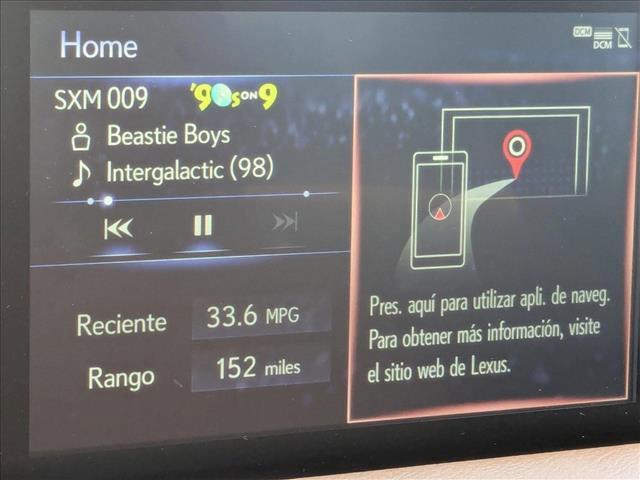 Home
DCM
DCM
SXM 009
'90s ON 9
Beastie Boys
Intergalactic (98)
Reciente 33.6 MPG
Rango 152 miles
Pres. aquí para utilizar apli. de naveg.
Para obtener más información, visite
el sitio web de Lexus.